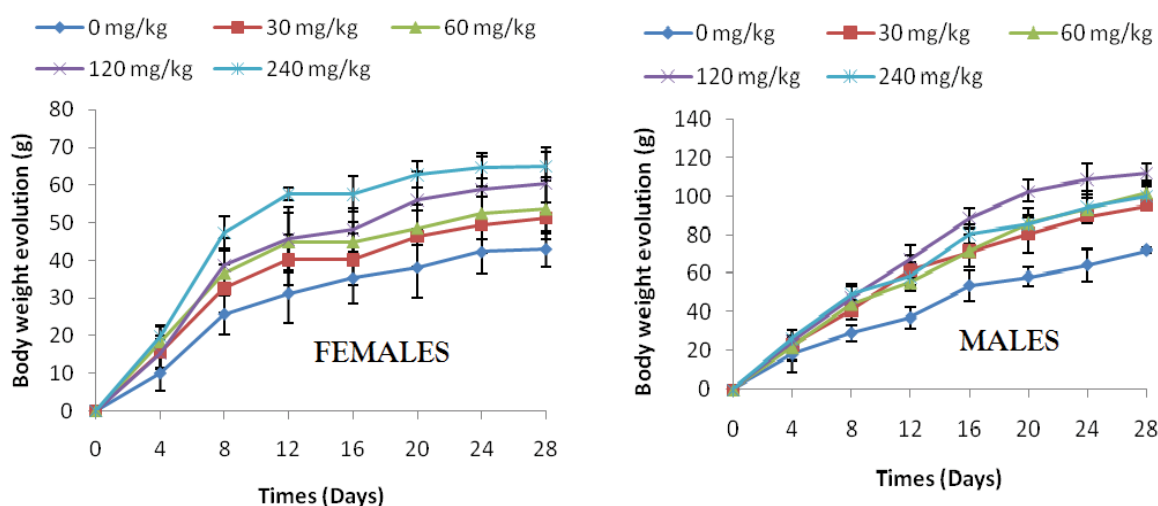 0 mg/kg 30 mg/kg 60 mg/kg
120 mg/kg 240 mg/kg
Body weight evolution (g)
80
70
60
50
40
30
20
10
0
FEMALES
0 4 8 12 16 20 24 28
Times (Days)
0 mg/kg 30 mg/kg 60 mg/kg
120 mg/kg 240 mg/kg
Body weight evolution (g)
140
120
100
80
60
40
20
0
MALES
0 4 8 12 16 20 24 28
Times (Days)